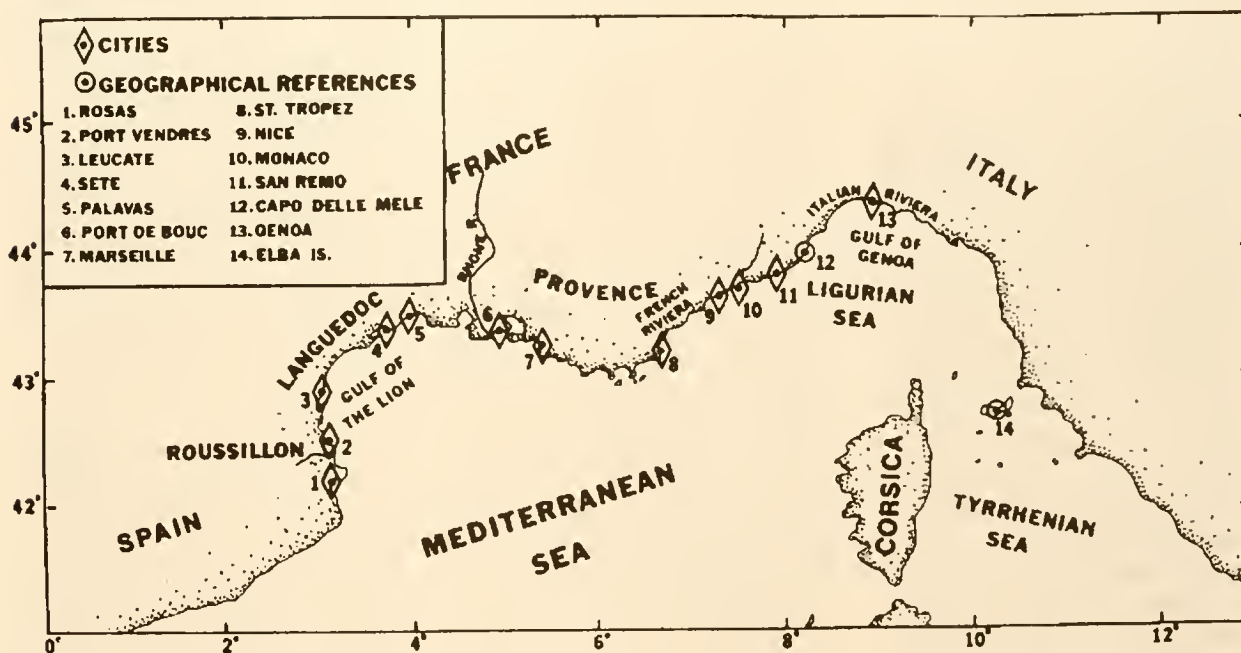 CITIES
GEOGRAPHICAL REFERENCES
1. ROSAS
2. PORT VENDRES
3. LEUCATE
4. SETE
5. PALAVAS
6. PORT DE BOUC
7. MARSEILLE
8. ST. TROPEZ
9. NICE
10. MONACO
11. SAN REMO
12. CAPO DELLE MELE
13. GENOA
14. ELBA IS.
45°
44°
43°
42°
FRANCE
ITALY
RHONE R.
PROVENCE
FRENCH
RIVIERA
ITALIAN RIVIERA
13
GULF OF
GENOA
12
LIGURIAN
SEA
11
10
9
8
7
6
5
4
LANGUEDOC
GULF OF
THE LION
3
ROUSSILLON
2
1
SPAIN
MEDITERRANEAN
SEA
CORSICA
14
TYRRHENIAN
SEA
0°
2°
4°
6°
8°
10°
12°